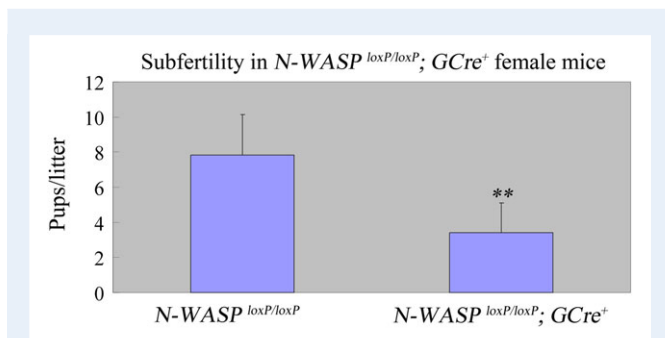 Subfertility in N-WASP loxP/loxP; GCre+ female mice
12
10
8
6
4
2
0
Pups/litter
**
N-WASP loxP/loxP
N-WASP loxP/loxP; GCre+